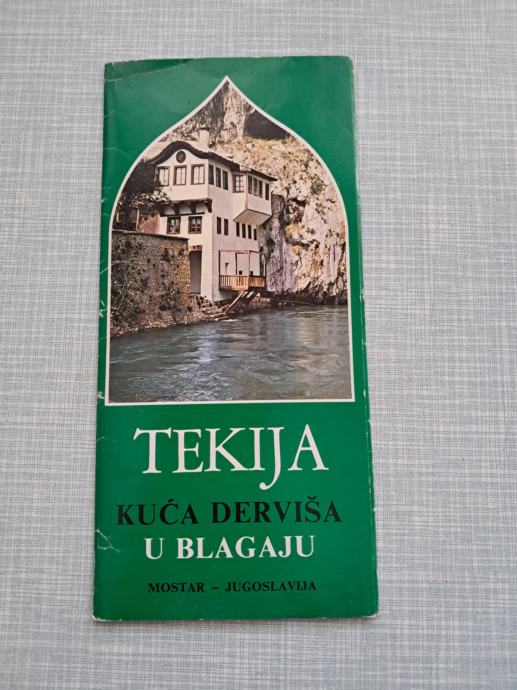 TEKIJA
KUĆA DERVIŠA
U BLAGAJU
MOSTAR – JUGOSLAVIJA